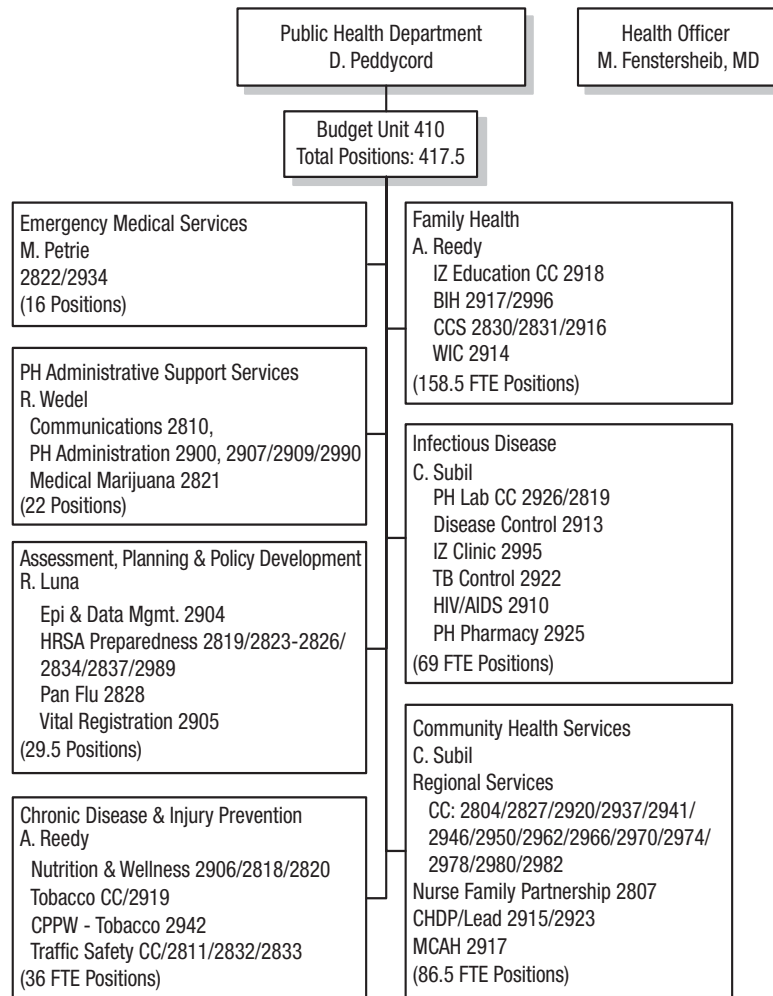 Public Health Department
D. Peddycord
Health Officer
M. Fenstersheib, MD
Budget Unit 410
Total Positions: 417.5
Emergency Medical Services
M. Petrie
2822/2934
(16 Positions)
PH Administrative Support Services
R. Wedel
Communications 2810,
PH Administration 2900, 2907/2909/2990
Medical Marijuana 2821
(22 Positions)
Assessment, Planning & Policy Development
R. Luna
Epi & Data Mgmt. 2904
HRSA Preparedness 2819/2823-2826/
2834/2837/2989
Pan Flu 2828
Vital Registration 2905
(29.5 Positions)
Chronic Disease & Injury Prevention
A. Reedy
Nutrition & Wellness 2906/2818/2820
Tobacco CC/2919
CPPW - Tobacco 2942
Traffic Safety CC/2811/2832/2833
(36 FTE Positions)
Family Health
A. Reedy
IZ Education CC 2918
BIH 2917/2996
CCS 2830/2831/2916
WIC 2914
(158.5 FTE Positions)
Infectious Disease
C. Subil
PH Lab CC 2926/2819
Disease Control 2913
IZ Clinic 2995
TB Control 2922
HIV/AIDS 2910
PH Pharmacy 2925
(69 FTE Positions)
Community Health Services
C. Subil
Regional Services
CC: 2804/2827/2920/2937/2941/
2946/2950/2962/2966/2970/2974/
2978/2980/2982
Nurse Family Partnership 2807
CHDP/Lead 2915/2923
MCAH 2917
(86.5 FTE Positions)